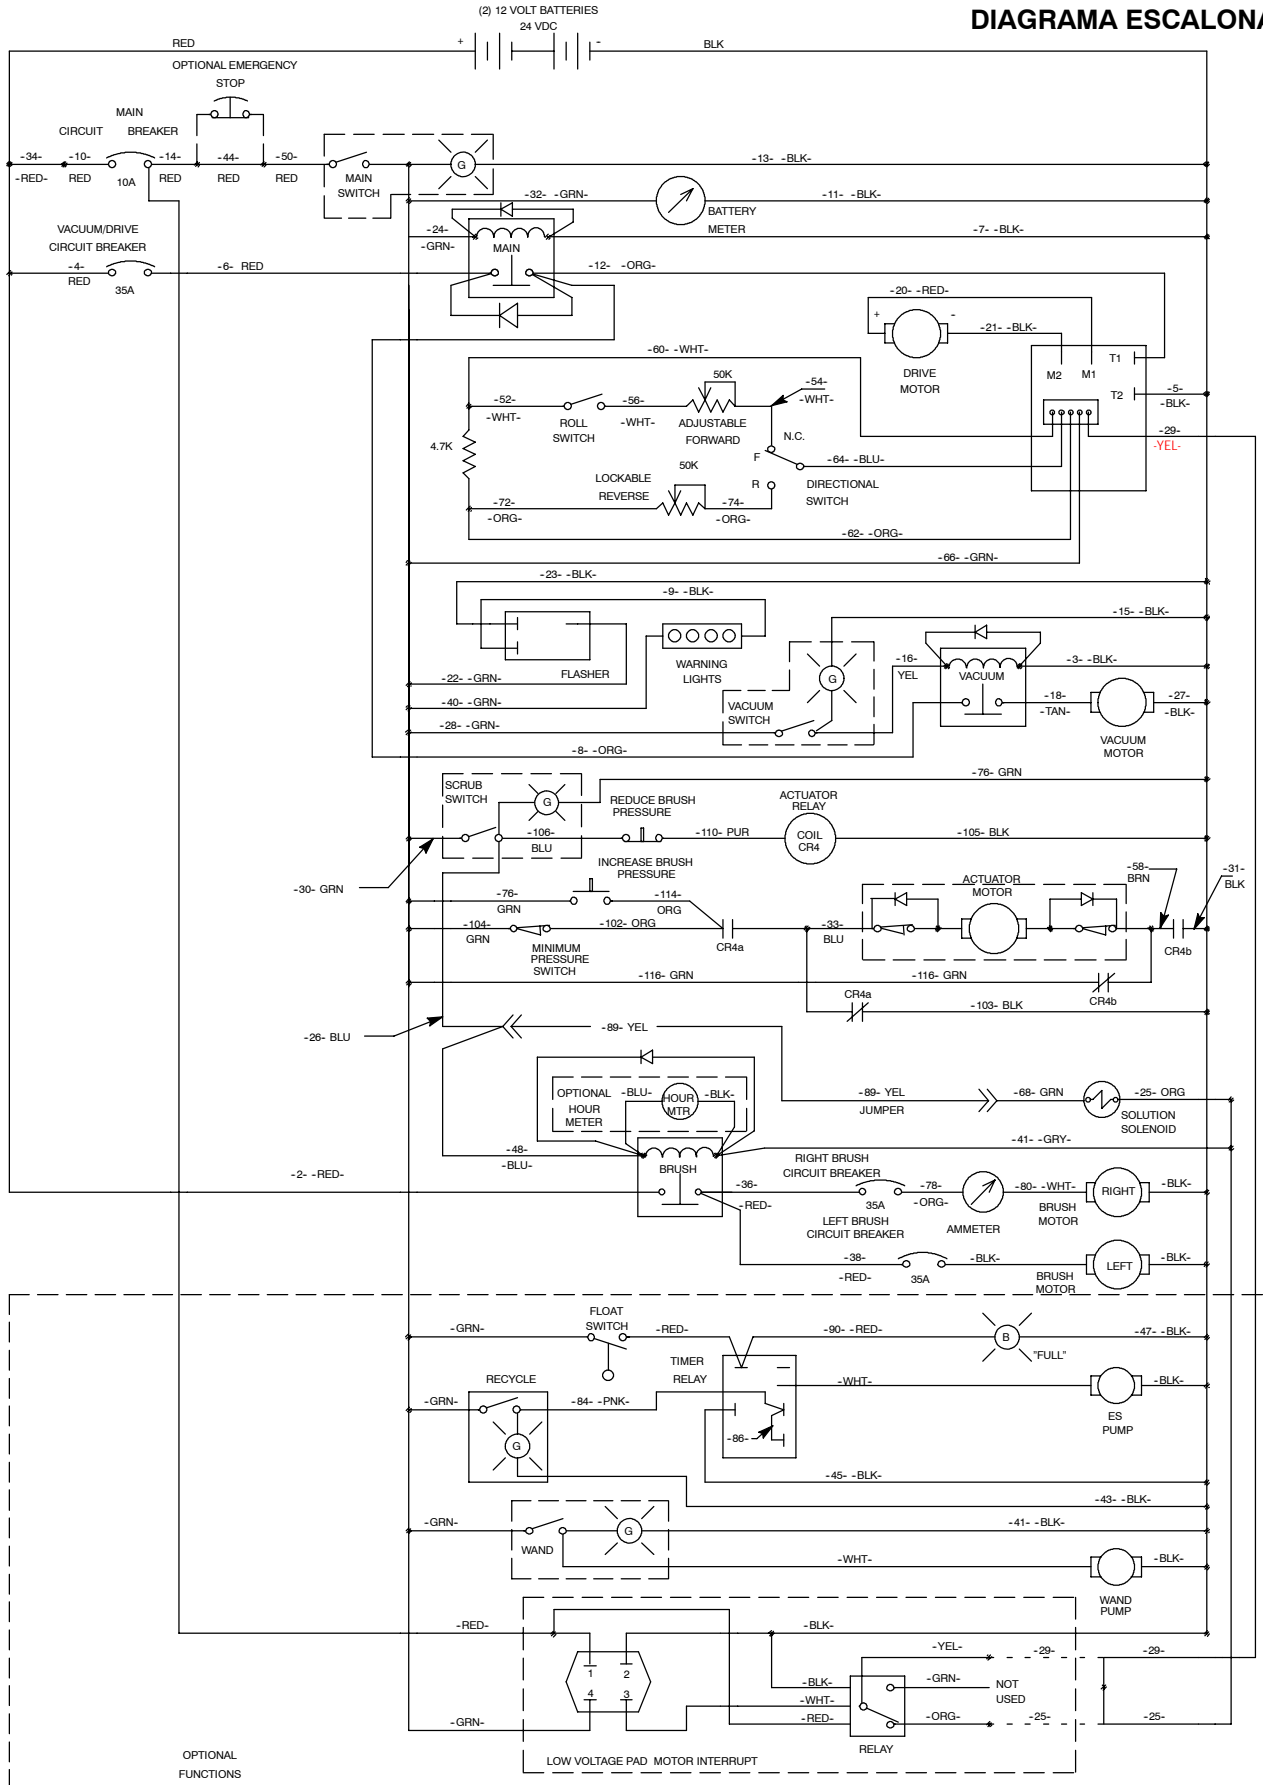 DIAGRAMA ESCALONA
(2) 12 VOLT BATTERIES
24 VDC
RED
+
-
BLK
OPTIONAL EMERGENCY
STOP
MAIN
CIRCUIT BREAKER
-34-
-RED-
-10-
RED
10A
-14-
RED
-44-
RED
-50-
RED
MAIN
SWITCH
G
-13- -BLK-
-32- -GRN-
BATTERY
METER
-11- -BLK-
-24-
-GRN-
MAIN
-7- -BLK-
VACUUM/DRIVE
CIRCUIT BREAKER
-4-
RED
35A
-6- RED
-12- -ORG-
-20- -RED-
+
-
-21- -BLK-
DRIVE
MOTOR
M2
M1
T1
T2
-5-
-BLK-
-29-
-YEL-
-60- -WHT-
-52-
-WHT-
ROLL
SWITCH
-56-
-WHT-
50K
ADJUSTABLE
FORWARD
-54-
-WHT-
N.C.
F
R
-64- -BLU-
DIRECTIONAL
SWITCH
4.7K
50K
LOCKABLE
REVERSE
-72-
-ORG-
-74-
-ORG-
-62- -ORG-
-66- -GRN-
-23- -BLK-
-9- -BLK-
FLASHER
WARNING
LIGHTS
-22- -GRN-
-40- -GRN-
-28- -GRN-
-8- -ORG-
VACUUM
SWITCH
G
-15- -BLK-
-16-
YEL
VACUUM
-3- -BLK-
-18-
-TAN-
-27-
-BLK-
VACUUM
MOTOR
-76- GRN
SCRUB
SWITCH
G
-106-
BLU
REDUCE BRUSH
PRESSURE
-110- PUR
ACTUATOR
RELAY
COIL
CR4
-105- BLK
-30- GRN
INCREASE BRUSH
PRESSURE
-76-
GRN
-114-
ORG
-104-
GRN
MINIMUM
PRESSURE
SWITCH
-102- ORG
CR4a
-33-
BLU
ACTUATOR
MOTOR
-58-
BRN
-31-
BLK
CR4b
-116- GRN
-116- GRN
CR4b
CR4a
-103- BLK
-26- BLU
-89- YEL
OPTIONAL
HOUR
METER
-BLU-
HOUR
MTR
-BLK-
-89- YEL
JUMPER
-68- GRN
-25- ORG
SOLUTION
SOLENOID
-48-
-BLU-
BRUSH
-41- -GRY-
-2- -RED-
-36-
-RED-
RIGHT BRUSH
CIRCUIT BREAKER
35A
-78-
-ORG-
AMMETER
-80- -WHT-
BRUSH
MOTOR
RIGHT
-BLK-
LEFT BRUSH
CIRCUIT BREAKER
-38-
-RED-
35A
-BLK-
BRUSH
MOTOR
LEFT
-BLK-
-GRN-
FLOAT
SWITCH
-RED-
TIMER
RELAY
-90- -RED-
B
"FULL"
-47- -BLK-
-WHT-
-BLK-
ES
PUMP
RECYCLE
-GRN-
G
-84- -PNK-
-86-
-45- -BLK-
-43- -BLK-
-GRN-
WAND
G
-41- -BLK-
-WHT-
-BLK-
WAND
PUMP
-RED-
-BLK-
1
2
4
3
-GRN-
-BLK-
-WHT-
-RED-
-YEL-
-29-
-29-
-GRN-
NOT
USED
-ORG-
-25-
-25-
RELAY
LOW VOLTAGE PAD MOTOR INTERRUPT
OPTIONAL
FUNCTIONS